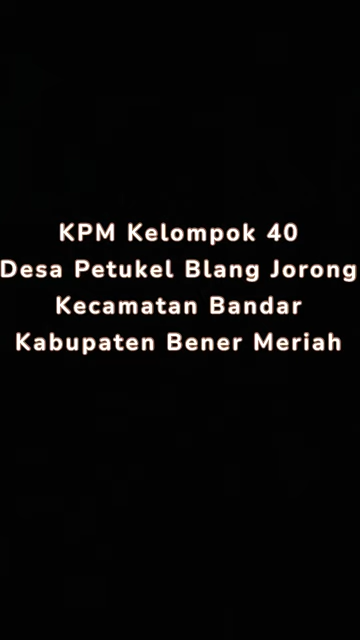 KPM Kelompok 40
Desa Petukel Blang Jorong
Kecamatan Bandar
Kabupaten Bener Meriah